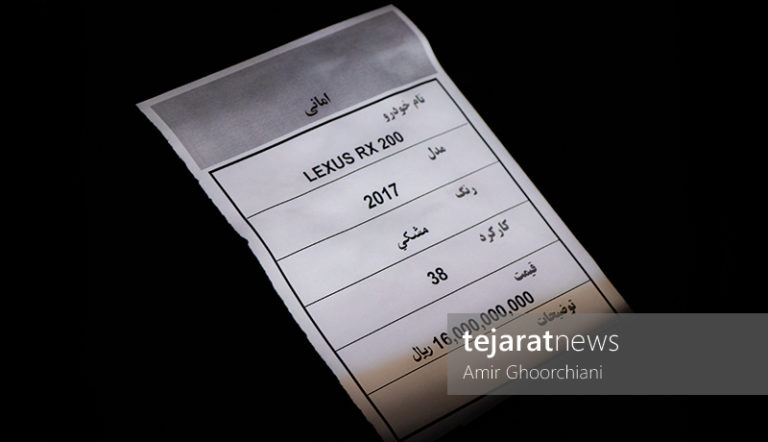 امانی
نام خودرو
LEXUS RX 200
مدل
2017
رنگ
مشكي
کارکرد
38
قیمت
16,000,000,000 ریال
توضیحات
tejaratnews
Amir Ghoorchiani